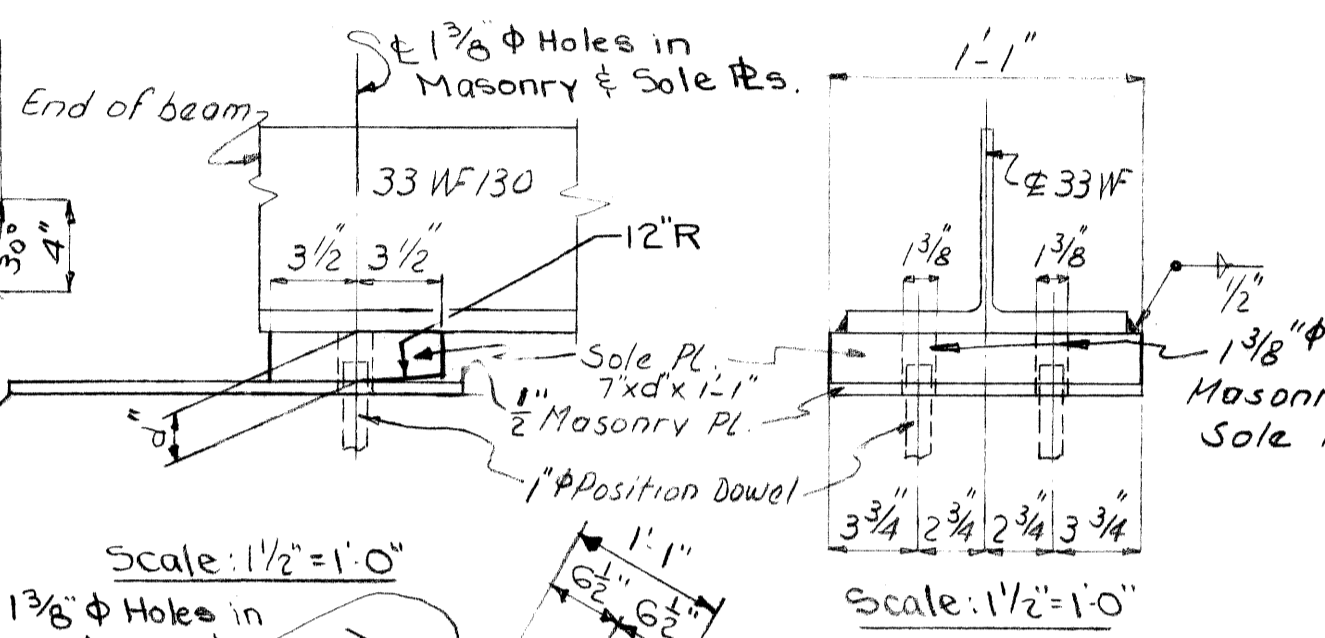 ℄ 1 3/8" Φ Holes in
Masonry & Sole PLs.
1'-1"
End of beam
33 WF 130
℄ 33 WF
30°
4"
3 1/2"
3 1/2"
12"R
1 3/8"
1 3/8"
1/2"
Sole Pl.
7"xd"x 1'-1"
1/2" Masonry Pl.
1 3/8"Φ
Sole
d"
1"Φ Position Dowel
3 3/4"
2 3/4"
2 3/4"
3 3/4"
Scale: 1 1/2" = 1'-0"
1'-1"
6 1/2"
6 1/2"
Scale: 1 1/2" = 1'-0"
1 3/8" Φ Holes in